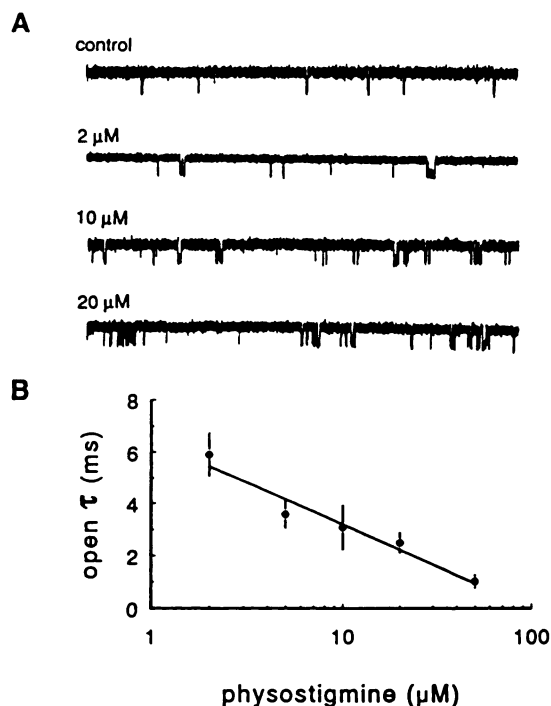 A
control
2 µM
10 µM
20 µM
B
8
6
4
2
0
open τ (ms)
1 10 100
physostigmine (µM)